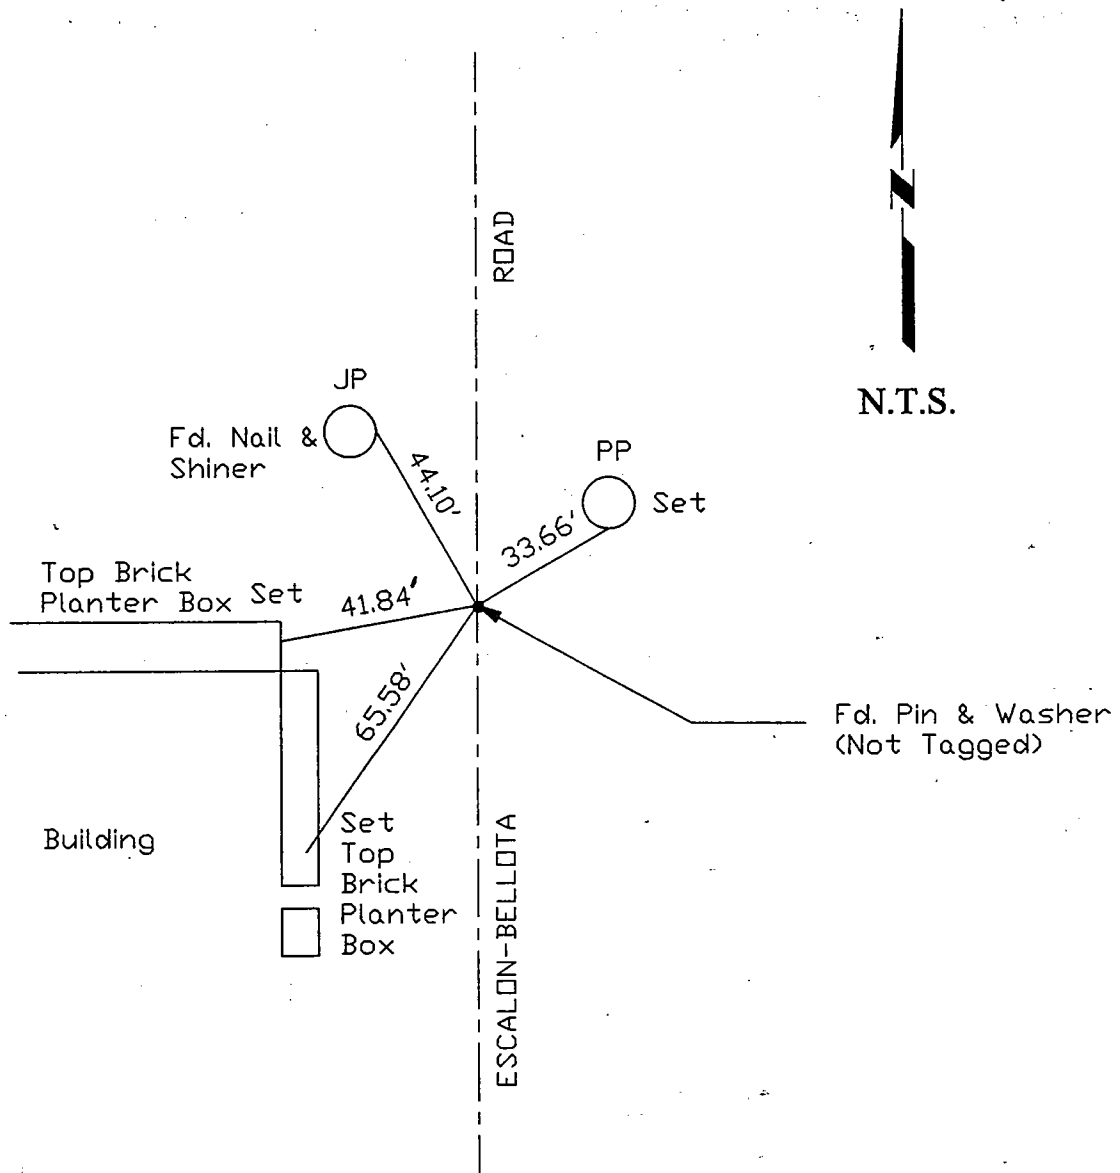 ROAD
N
N.T.S.
JP
Fd. Nail &
Shiner
44.10'
PP
Set
33.66'
Top Brick
Planter Box Set
41.84'
65.58'
Fd. Pin & Washer
(Not Tagged)
Building
Set
Top
Brick
Planter
Box
ESCALON-BELLOTA